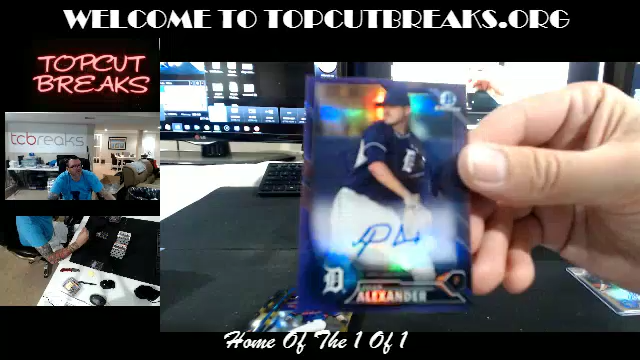 WELCOME TO TOPCUTBREAKS.ORG
TOPCUT
BREAKS
tcbreaks
D
D
ALEXANDER
Home Of The 1 Of 1